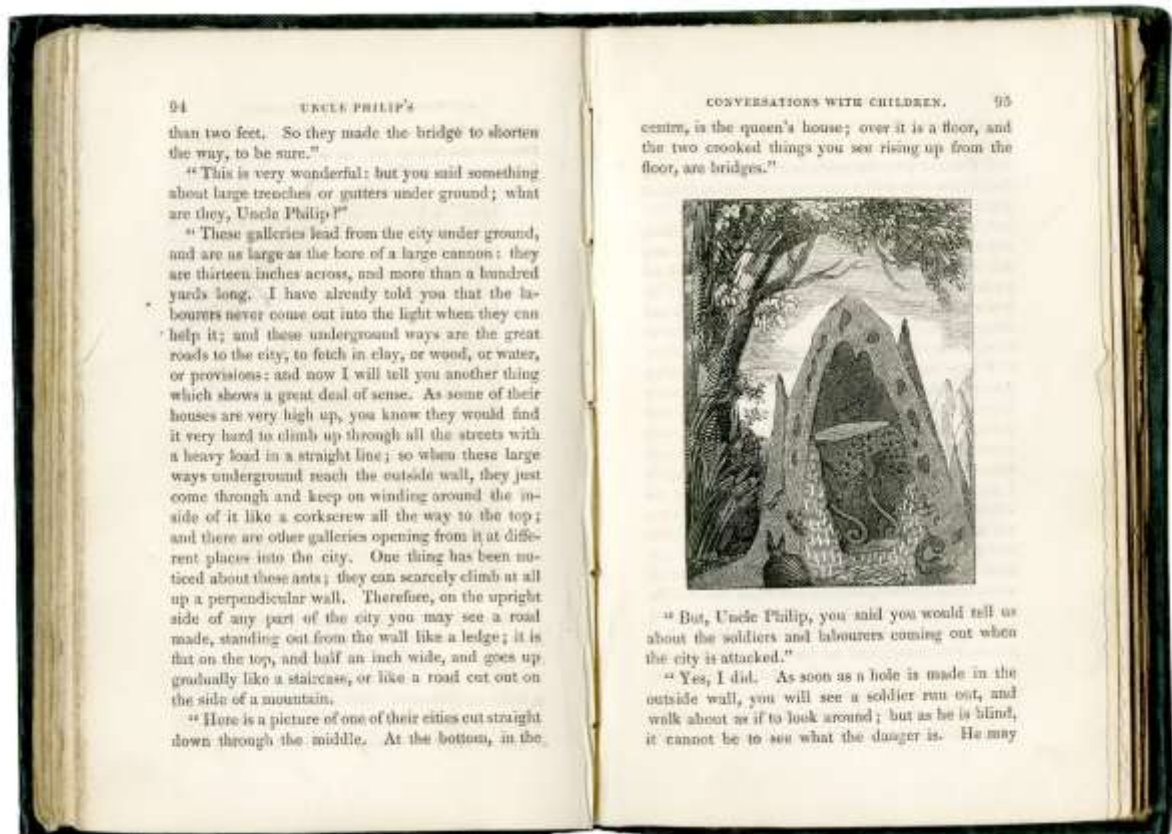 94 UNCLE PHILIP'S
than two feet. So they made the bridge to shorten
the way, to be sure."
"This is very wonderful: but you said something
about large trenches or gutters under ground; what
are they, Uncle Philip?"
"These galleries lead from the city under ground,
and are as large as the bore of a large cannon: they
are thirteen inches across, and more than a hundred
yards long. I have already told you that the la-
bourers never come out into the light when they can
help it; and these underground ways are the great
roads to the city, to fetch in clay, or wood, or water,
or provisions: and now I will tell you another thing
which shows a great deal of sense. As some of their
houses are very high up, you know they would find
it very hard to climb up through all the streets with
a heavy load in a straight line; so when these large
ways underground reach the outside wall, they just
come through and keep on winding around the in-
side of it like a corkscrew all the way to the top;
and there are other galleries opening from it at diffe-
rent places into the city. One thing has been no-
ticed about these ants; they can scarcely climb at all
up a perpendicular wall. Therefore, on the upright
side of any part of the city you may see a road
made, standing out from the wall like a ledge; it is
flat on the top, and half an inch wide, and goes up
gradually like a staircase, or like a road cut out on
the side of a mountain.
"Here is a picture of one of their cities cut straight
down through the middle. At the bottom, in the
CONVERSATIONS WITH CHILDREN. 95
centre, is the queen's house; over it is a floor, and
the two crooked things you see rising up from the
floor, are bridges."
"But, Uncle Philip, you said you would tell us
about the soldiers and labourers coming out when
the city is attacked."
"Yes, I did. As soon as a hole is made in the
outside wall, you will see a soldier run out, and
walk about as if to look around; but as he is blind,
it cannot be to see what the danger is. He may